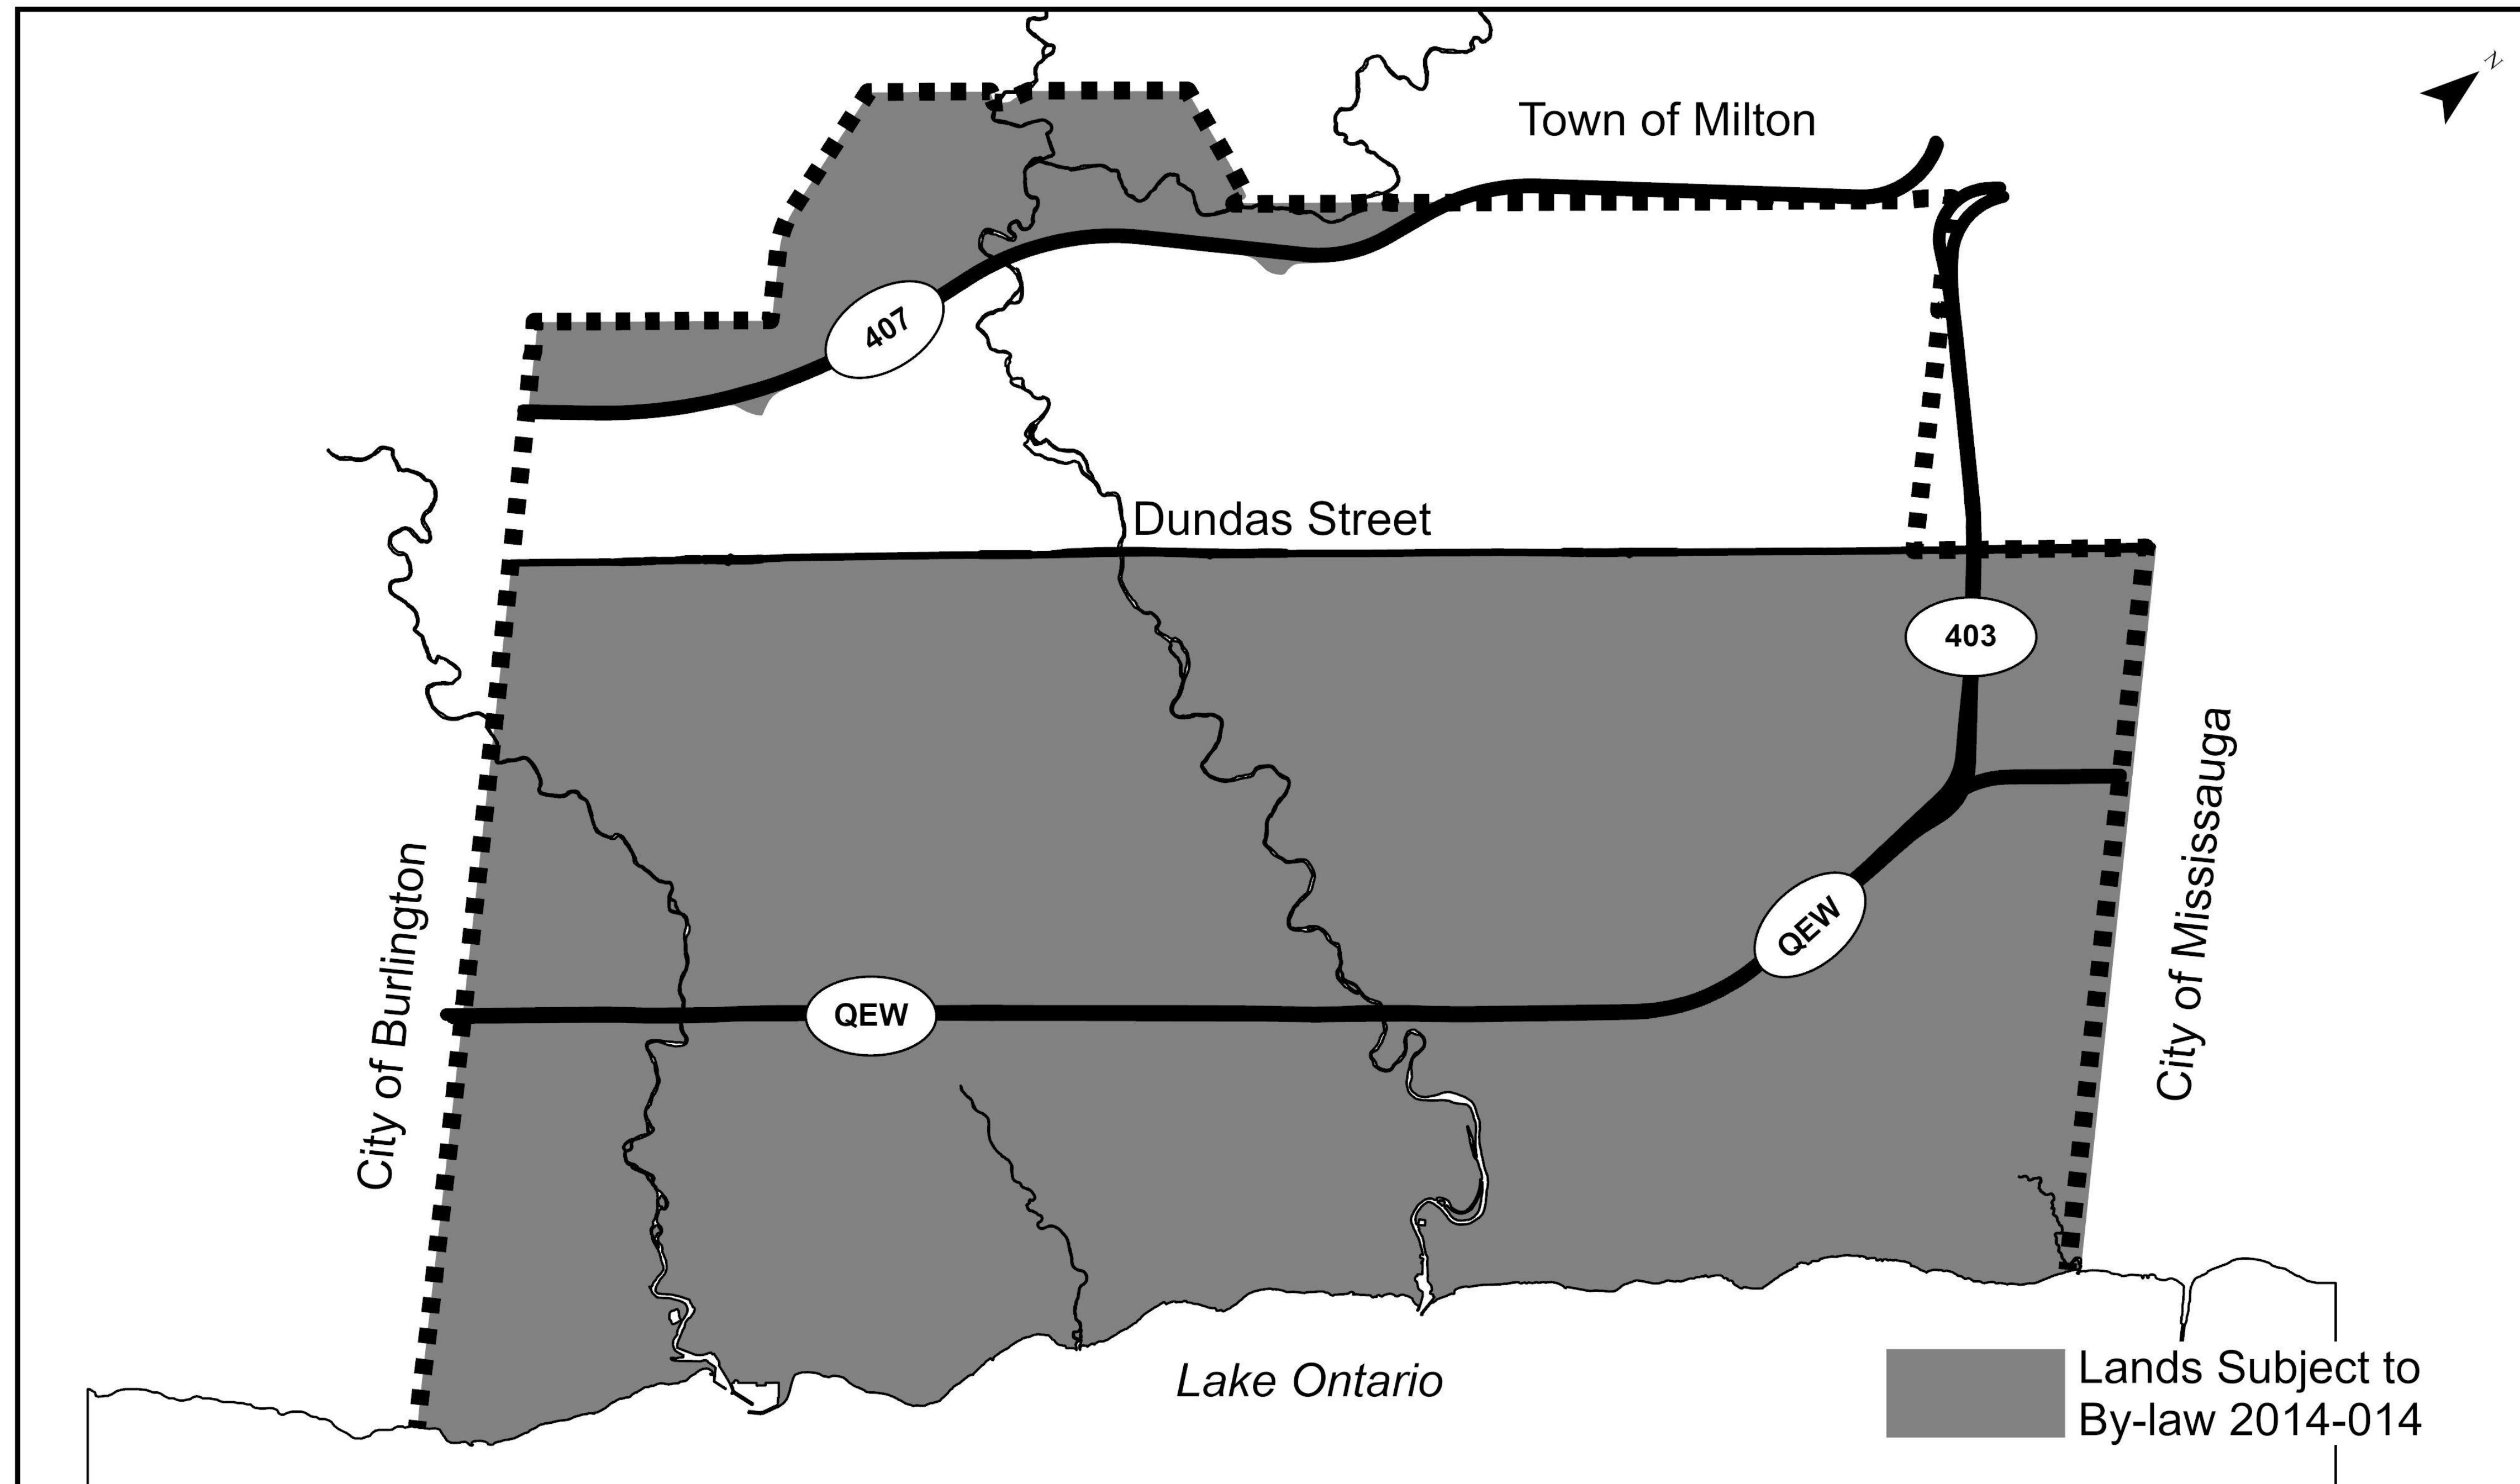 N
Town of Milton
407
Dundas Street
403
City of Mississauga
City of Burlington
QEW
QEW
Lake Ontario
Lands Subject to
By-law 2014-014